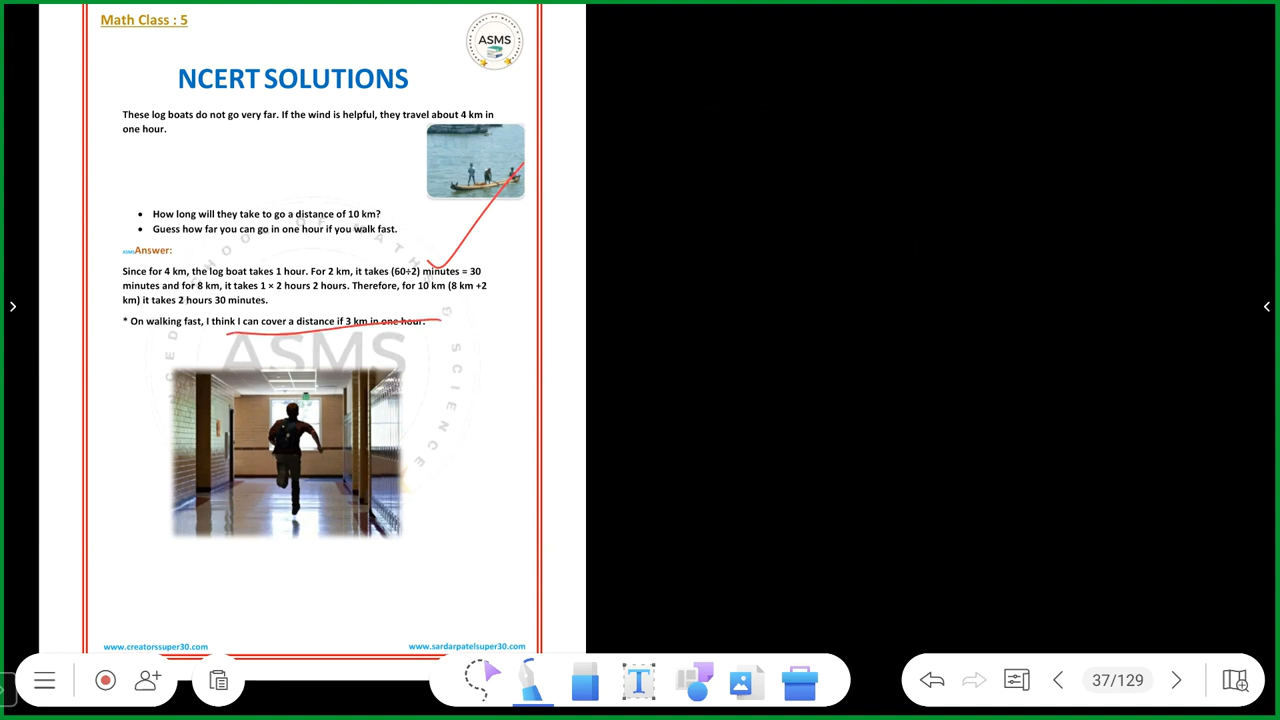 Math Class : 5
ASMS
NCERT SOLUTIONS
These log boats do not go very far. If the wind is helpful, they travel about 4 km in
one hour.
• How long will they take to go a distance of 10 km?
• Guess how far you can go in one hour if you walk fast.
ASMS Answer:
Since for 4 km, the log boat takes 1 hour. For 2 km, it takes (60÷2) minutes = 30
minutes and for 8 km, it takes 1 × 2 hours 2 hours. Therefore, for 10 km (8 km +2
km) it takes 2 hours 30 minutes.
* On walking fast, I think I can cover a distance if 3 km in one hour.
ASMS
www.creatorssuper30.com
www.sardarpatelsuper30.com
T
37/129